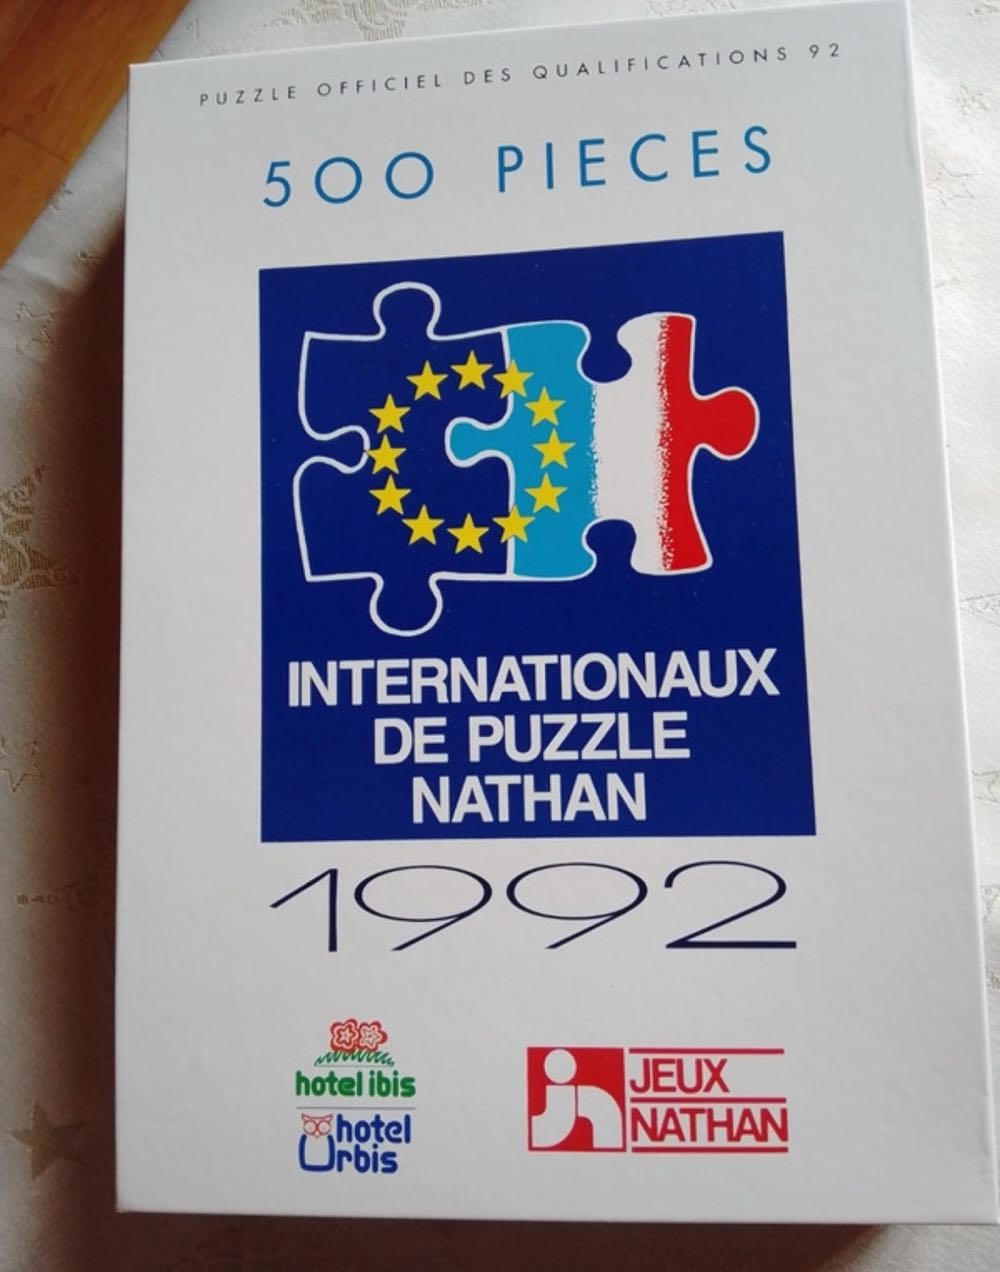 PUZZLE OFFICIEL DES QUALIFICATIONS 92
500 PIECES
INTERNATIONAUX
DE PUZZLE
NATHAN
1992
hotel ibis
hotel
Urbis
JEUX
NATHAN